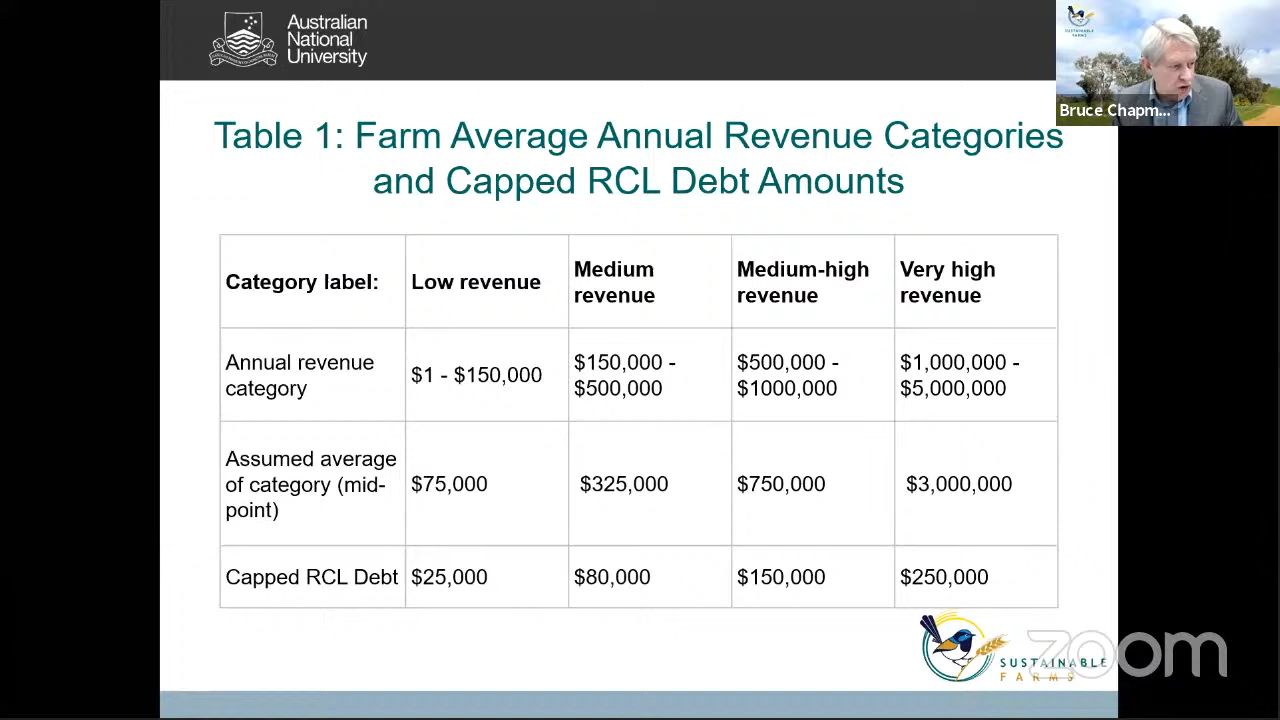 Australian
National
University
SUSTAINABLE
FARMS
Bruce Chapm...
Table 1: Farm Average Annual Revenue Categories
and Capped RCL Debt Amounts
Category label:
Low revenue
Medium
revenue
Medium-high
revenue
Very high
revenue
Annual revenue
category
$1 - $150,000
$150,000 -
$500,000
$500,000 -
$1000,000
$1,000,000 -
$5,000,000
Assumed average
of category (mid-
point)
$75,000
$325,000
$750,000
$3,000,000
Capped RCL Debt
$25,000
$80,000
$150,000
$250,000
SUSTAINABLE
FARMS
zoom